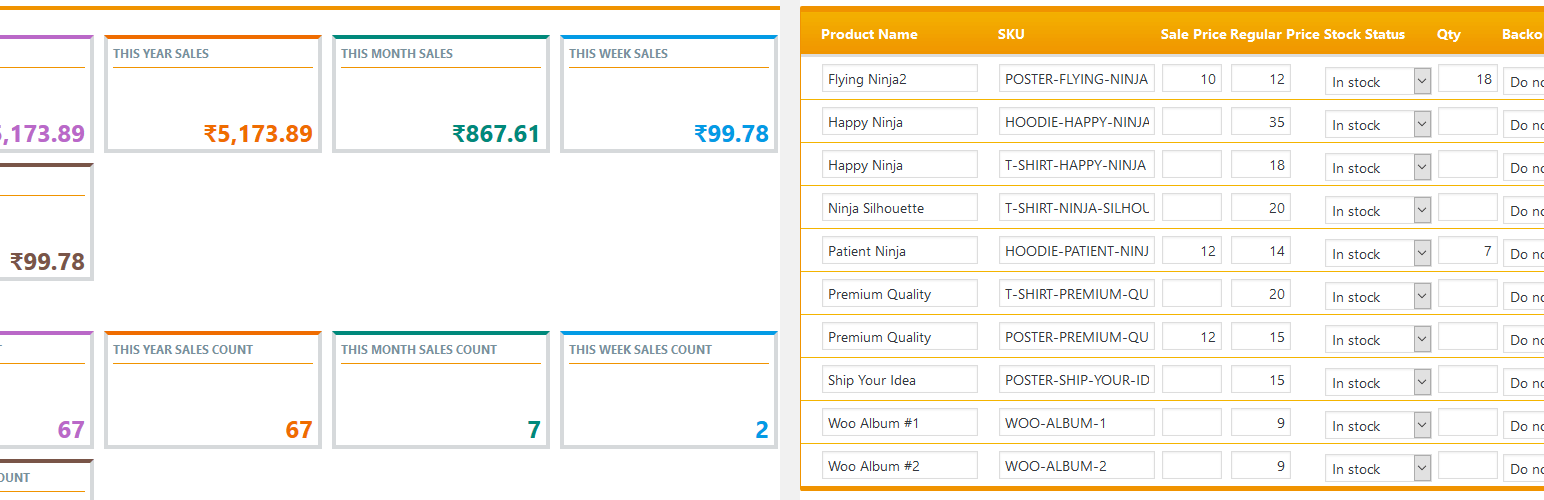 THIS YEAR SALES
THIS MONTH SALES
THIS WEEK SALES
5,173.89
₹5,173.89
₹867.61
₹99.78
₹99.78
THIS YEAR SALES COUNT
THIS MONTH SALES COUNT
THIS WEEK SALES COUNT
67
67
7
2
OUNT
Product Name SKU Sale Price Regular Price Stock Status Qty Backo
Flying Ninja2 POSTER-FLYING-NINJA 10 12 In stock 18 Do no
Happy Ninja HOODIE-HAPPY-NINJA 35 In stock Do no
Happy Ninja T-SHIRT-HAPPY-NINJA 18 In stock Do no
Ninja Silhouette T-SHIRT-NINJA-SILHOU 20 In stock Do no
Patient Ninja HOODIE-PATIENT-NINJ 12 14 In stock 7 Do no
Premium Quality T-SHIRT-PREMIUM-QU 20 In stock Do no
Premium Quality POSTER-PREMIUM-QU 12 15 In stock Do no
Ship Your Idea POSTER-SHIP-YOUR-ID 15 In stock Do no
Woo Album #1 WOO-ALBUM-1 9 In stock Do no
Woo Album #2 WOO-ALBUM-2 9 In stock Do no